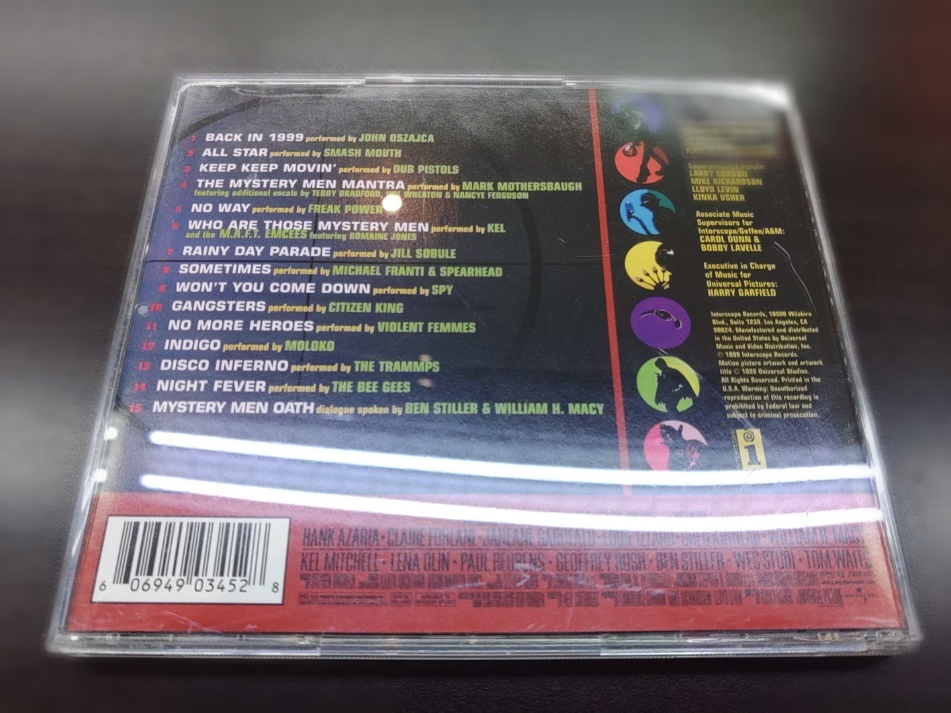 1 BACK IN 1999 performed by JOHN OSZAJCA
2 ALL STAR performed by SMASH MOUTH
3 KEEP KEEP MOVIN' performed by DUB PISTOLS
4 THE MYSTERY MEN MANTRA performed by MARK MOTHERSBAUGH
featuring additional vocals by TERRY BRADFORD, WHEATON & NANCYE FERGUSON
5 NO WAY performed by FREAK POWER
6 WHO ARE THOSE MYSTERY MEN performed by KEL
and the M.A.F.T. EMCEES featuring ROMAINE JONES
7 RAINY DAY PARADE performed by JILL SOBULE
8 SOMETIMES performed by MICHAEL FRANTI & SPEARHEAD
9 WON'T YOU COME DOWN performed by SPY
10 GANGSTERS performed by CITIZEN KING
11 NO MORE HEROES performed by VIOLENT FEMMES
12 INDIGO performed by MOLOKO
13 DISCO INFERNO performed by THE TRAMMPS
14 NIGHT FEVER performed by THE BEE GEES
15 MYSTERY MEN OATH dialogue spoken by BEN STILLER & WILLIAM H. MACY
LARRY GORDON
MIKE RICHARDSON
LLOYD LEVIN
KINKA USHER
Associate Music
Supervisors for
Interscope/Geffen/A&M:
CAROL DUNN &
BOBBY LAVELLE
Executive in Charge
of Music for
Universal Pictures:
HARRY GARFIELD
Interscope Records, 10900 Wilshire
Blvd., Suite 1230, Los Angeles, CA
90024. Manufactured and distributed
in the United States by Universal
Music and Video Distribution, Inc.
© 1999 Interscope Records.
Motion picture artwork and artwork
title © 1999 Universal Studios.
All Rights Reserved. Printed in the
U.S.A. Warning: Unauthorized
reproduction of this recording is
prohibited by Federal law and
subject to criminal prosecution.
i
HANK AZARIA · CLAIRE FORLANI · JANEANE GAROFALO
KEL MITCHELL · LENA OLIN · PAUL REUBENS · GEOFFREY RUSH · BEN STILLER · WES STUDI · TOM WAITS
6 06949 03452 8